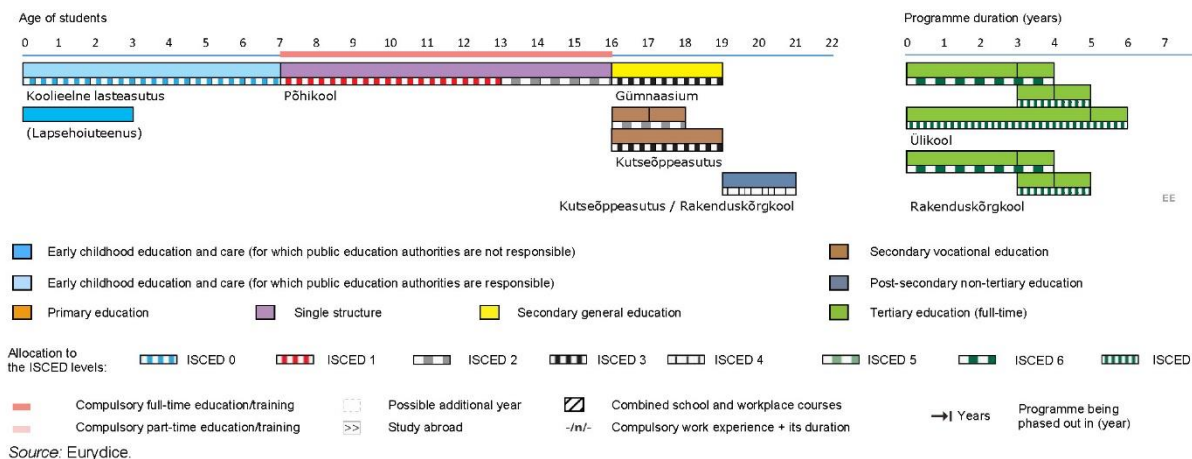 Age of students
Programme duration (years)
0 1 2 3 4 5 6 7 8 9 10 11 12 13 14 15 16 17 18 19 20 21 22
0 1 2 3 4 5 6 7
Koolieelne lasteasutus
Põhikool
Gümnaasium
(Lapsehoiuteenus)
Ülikool
Kutseõppeasutus
Kutseõppeasutus / Rakenduskõrgkool
Rakenduskõrgkool
EE
Early childhood education and care (for which public education authorities are not responsible)
Secondary vocational education
Early childhood education and care (for which public education authorities are responsible)
Post-secondary non-tertiary education
Primary education
Single structure
Secondary general education
Tertiary education (full-time)
Allocation to
the ISCED levels:
ISCED 0
ISCED 1
ISCED 2
ISCED 3
ISCED 4
ISCED 5
ISCED 6
ISCED
Compulsory full-time education/training
Possible additional year
Combined school and workplace courses
Years
Programme being
phased out in (year)
Compulsory part-time education/training
>> Study abroad
-/n/- Compulsory work experience + its duration
Source: Eurydice.